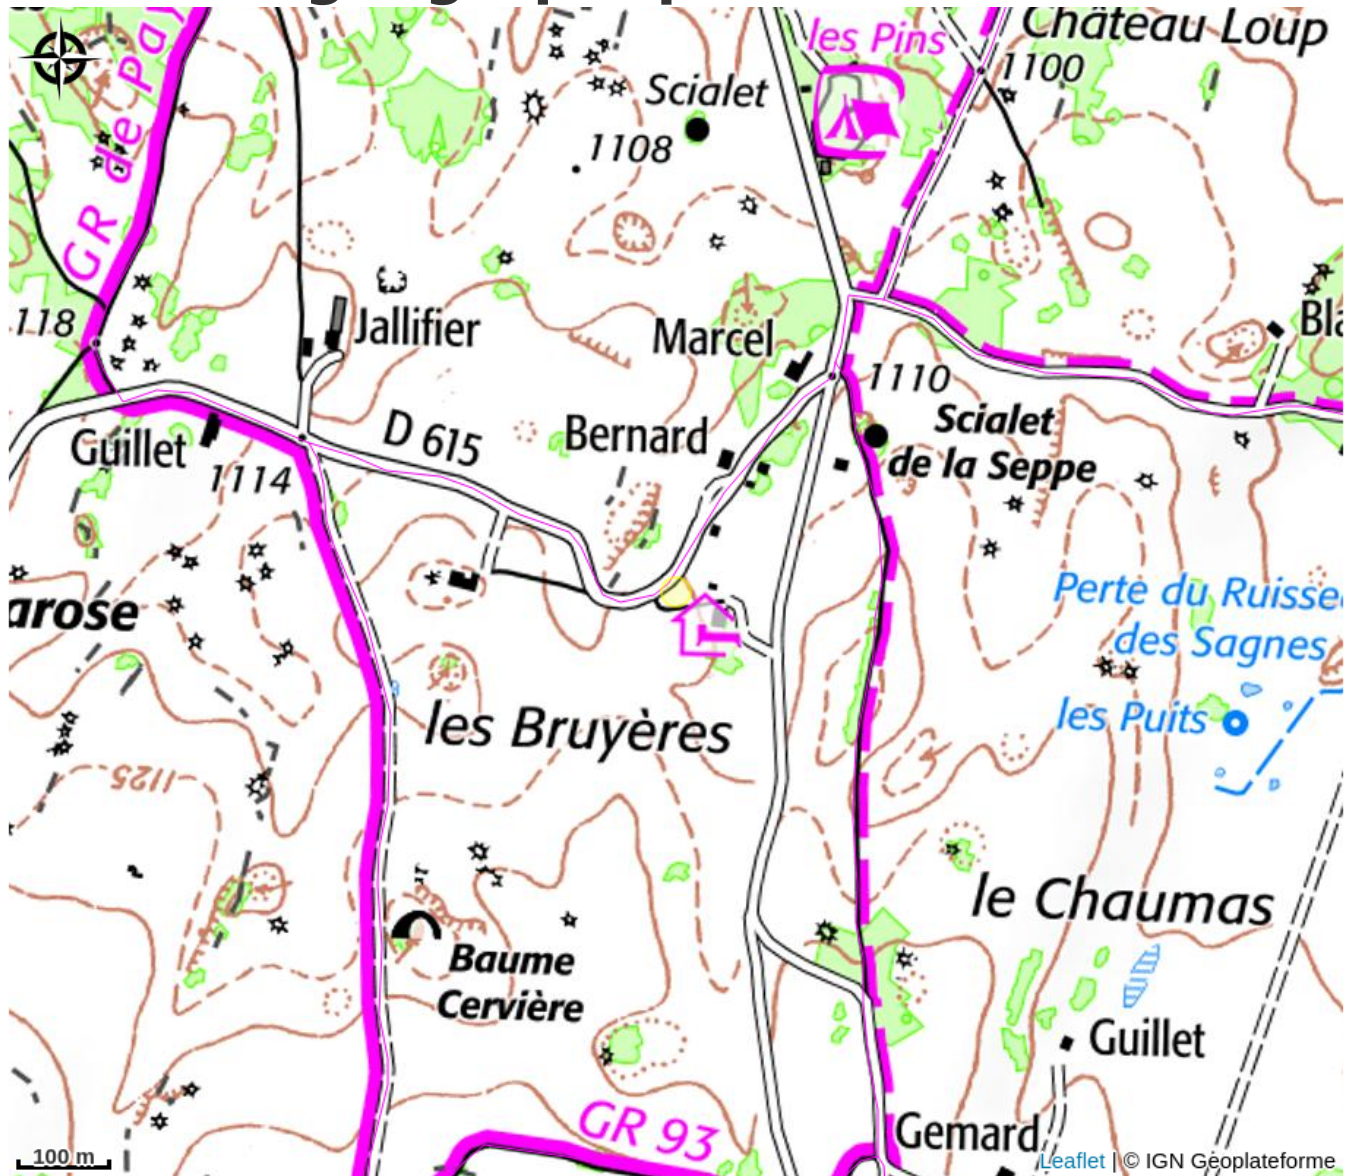 Château Loup
les Pins
1100
Scialet
1108
GR de Pay
118
Jallifier
Marcel
Bla
1110
D 615
Bernard
Scialet
de la Seppe
Guillet
1114
Perte du Ruisse
des Sagnes
arose
les Puits
les Bruyères
1125
le Chaumas
Baume
Cervière
Guillet
GR 93
Gemard
100 m
Leaflet | © IGN Géoplateforme